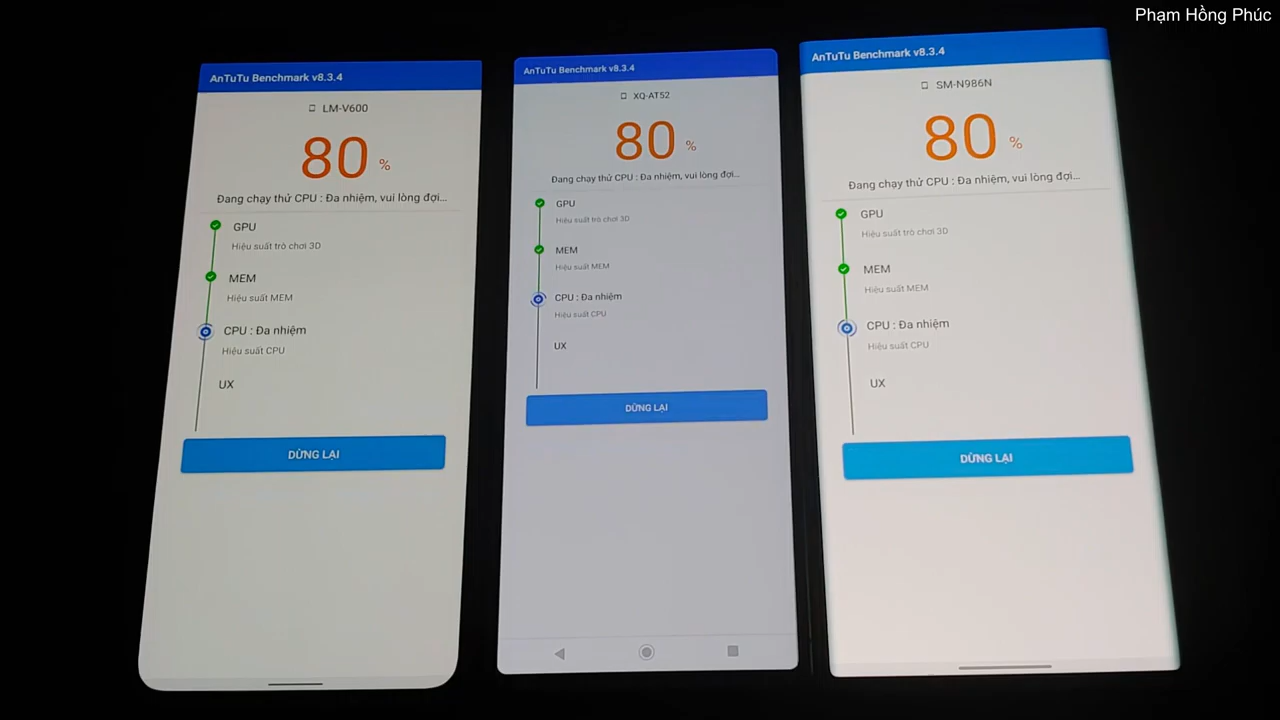 Phạm Hồng Phúc
AnTuTu Benchmark v8.3.4
LM-V600
80 %
Đang chạy thử CPU : Đa nhiệm, vui lòng đợi...
GPU
Hiệu suất trò chơi 3D
MEM
Hiệu suất MEM
CPU : Đa nhiệm
Hiệu suất CPU
UX
DỪNG LẠI
AnTuTu Benchmark v8.3.4
XQ-AT52
80 %
Đang chạy thử CPU : Đa nhiệm, vui lòng đợi...
GPU
Hiệu suất trò chơi 3D
MEM
Hiệu suất MEM
CPU : Đa nhiệm
Hiệu suất CPU
UX
DỪNG LẠI
AnTuTu Benchmark v8.3.4
SM-N986N
80 %
Đang chạy thử CPU : Đa nhiệm, vui lòng đợi...
GPU
Hiệu suất trò chơi 3D
MEM
Hiệu suất MEM
CPU : Đa nhiệm
Hiệu suất CPU
UX
DỪNG LẠI